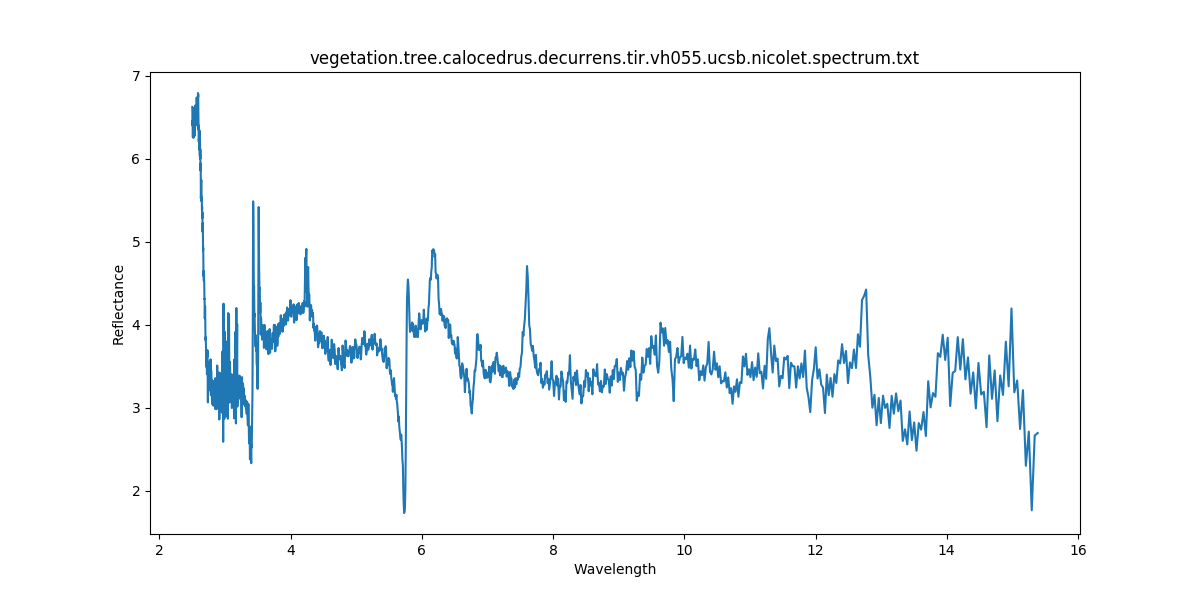 vegetation.tree.calocedrus.decurrens.tir.vh055.ucsb.nicolet.spectrum.txt
7
6
5
4
3
2
Reflectance
2 4 6 8 10 12 14 16
Wavelength